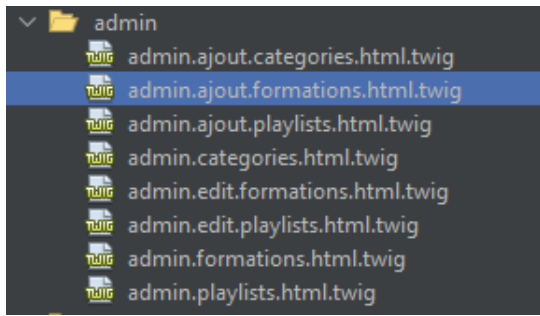 admin
admin.ajout.categories.html.twig
admin.ajout.formations.html.twig
admin.ajout.playlists.html.twig
admin.categories.html.twig
admin.edit.formations.html.twig
admin.edit.playlists.html.twig
admin.formations.html.twig
admin.playlists.html.twig